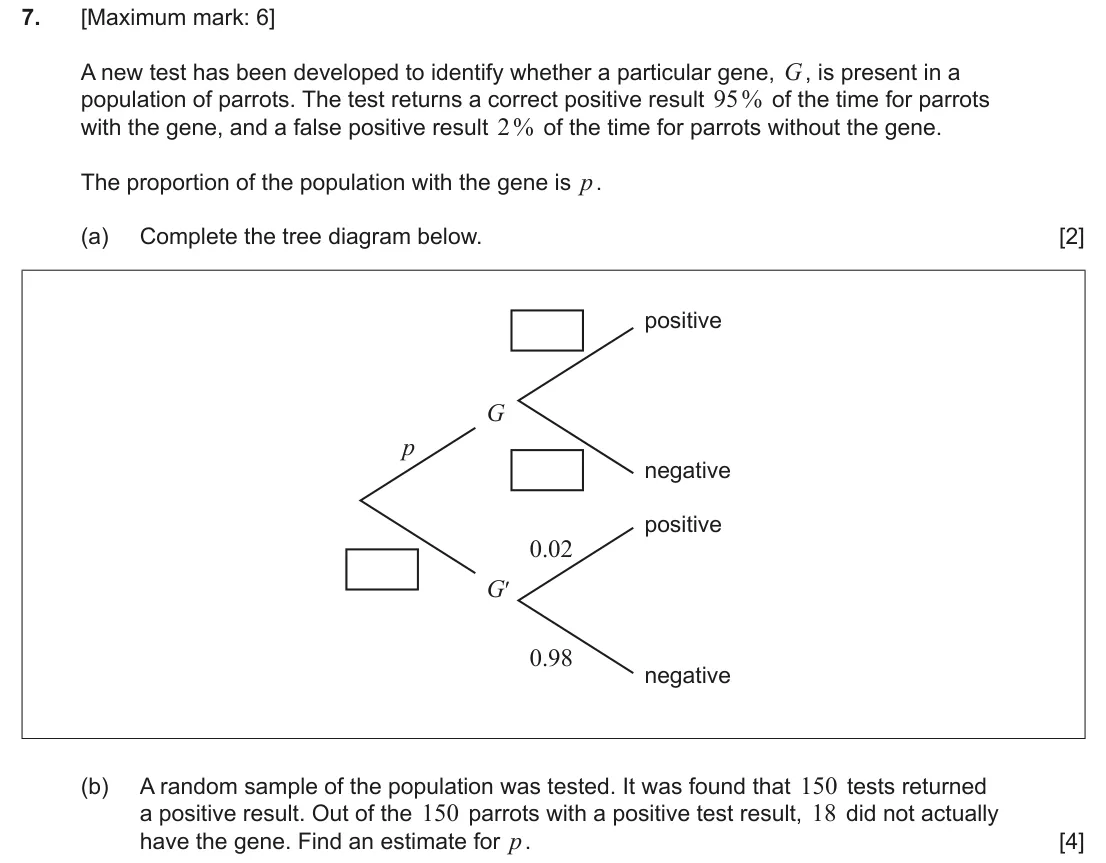 7. [Maximum mark: 6]
A new test has been developed to identify whether a particular gene, G, is present in a
population of parrots. The test returns a correct positive result 95% of the time for parrots
with the gene, and a false positive result 2% of the time for parrots without the gene.
The proportion of the population with the gene is p.
(a) Complete the tree diagram below. [2]
positive
G
p
negative
positive
0.02
G′
0.98
negative
(b) A random sample of the population was tested. It was found that 150 tests returned
a positive result. Out of the 150 parrots with a positive test result, 18 did not actually
have the gene. Find an estimate for p. [4]